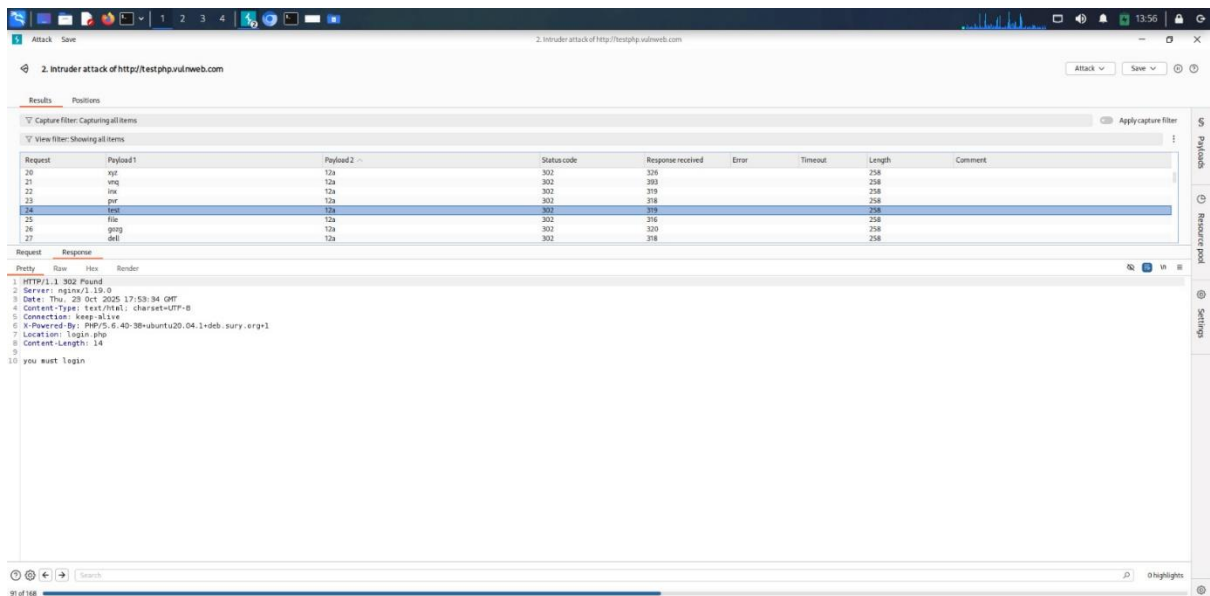 1 2 3 4
13:56
Attack Save
2. Intruder attack of http://testphp.vulnweb.com
2. Intruder attack of http://testphp.vulnweb.com
Attack Save
Results Positions
Capture filter: Capturing all items
Apply capture filter
View filter: Showing all items
Request Payload 1 Payload 2 Status code Response received Error Timeout Length Comment
20 xyz 12a 302 326 258
21 vnq 12a 302 393 258
22 inx 12a 302 319 258
23 pvr 12a 302 318 258
24 test 12a 302 319 258
25 file 12a 302 316 258
26 gozg 12a 302 320 258
27 dell 12a 302 318 258
Request Response
Pretty Raw Hex Render
1 HTTP/1.1 302 Found
2 Server: nginx/1.19.0
3 Date: Thu, 23 Oct 2025 17:53:34 GMT
4 Content-Type: text/html; charset=UTF-8
5 Connection: keep-alive
6 X-Powered-By: PHP/5.6.40-38+ubuntu20.04.1+deb.sury.org+1
7 Location: login.php
8 Content-Length: 14
9
10 you must login
Payloads
Resource pool
Settings
Search
0 highlights
91 of 168